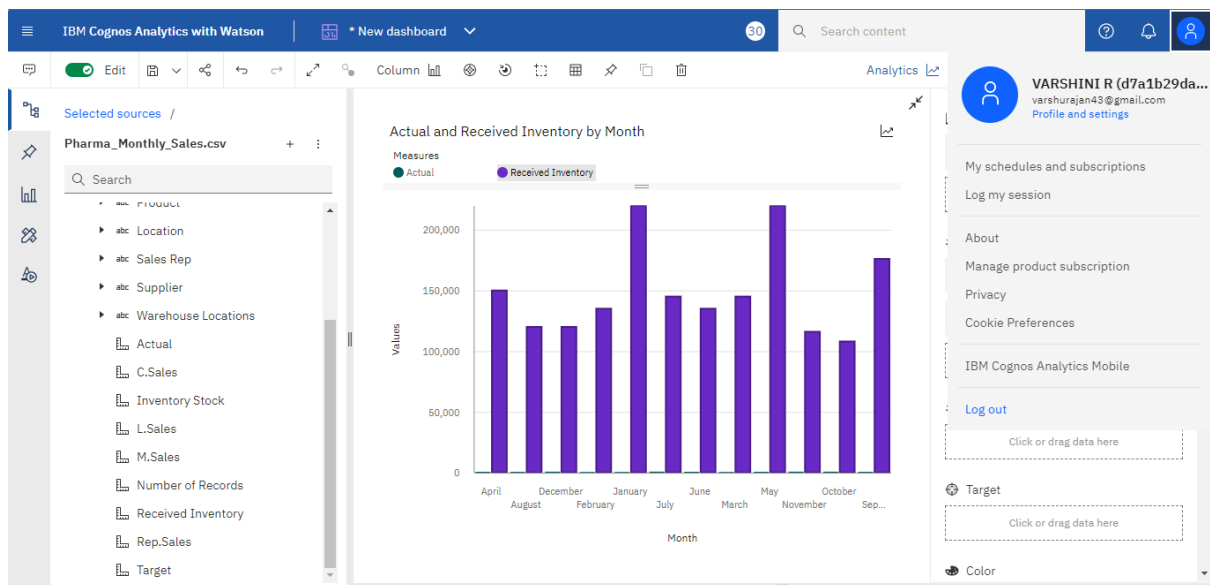 IBM Cognos Analytics with Watson
* New dashboard
30
Search content
Edit
Column
Analytics
VARSHINI R (d7a1b29da...
varshurajan43@gmail.com
Profile and settings
My schedules and subscriptions
Log my session
About
Manage product subscription
Privacy
Cookie Preferences
IBM Cognos Analytics Mobile
Log out
Selected sources /
Pharma_Monthly_Sales.csv
Search
abc Product
abc Location
abc Sales Rep
abc Supplier
abc Warehouse Locations
Actual
C.Sales
Inventory Stock
L.Sales
M.Sales
Number of Records
Received Inventory
Rep.Sales
Target
Actual and Received Inventory by Month
Measures
Actual
Received Inventory
Values
200,000
150,000
100,000
50,000
0
April December January June May October
August February July March November Sep...
Month
Click or drag data here
Target
Click or drag data here
Color